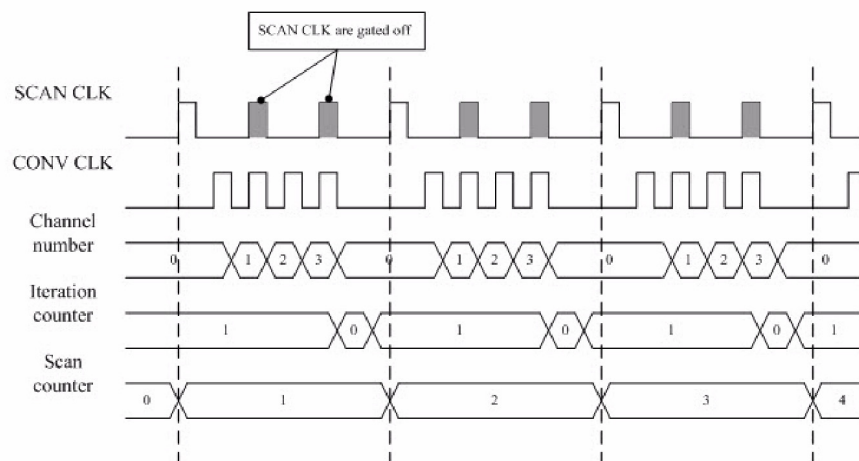 SCAN CLK are gated off
SCAN CLK
CONV CLK
Channel
number
0 1 2 3 0 1 2 3 0 1 2 3 0
Iteration
counter
1 0 1 0 1 0 1
Scan
counter
0 1 2 3 4